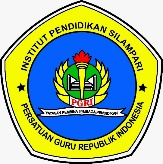 INSTITUT PENDIDIKAN SILAMPARI
PGRI
PERSATUAN GURU REPUBLIK INDONESIA